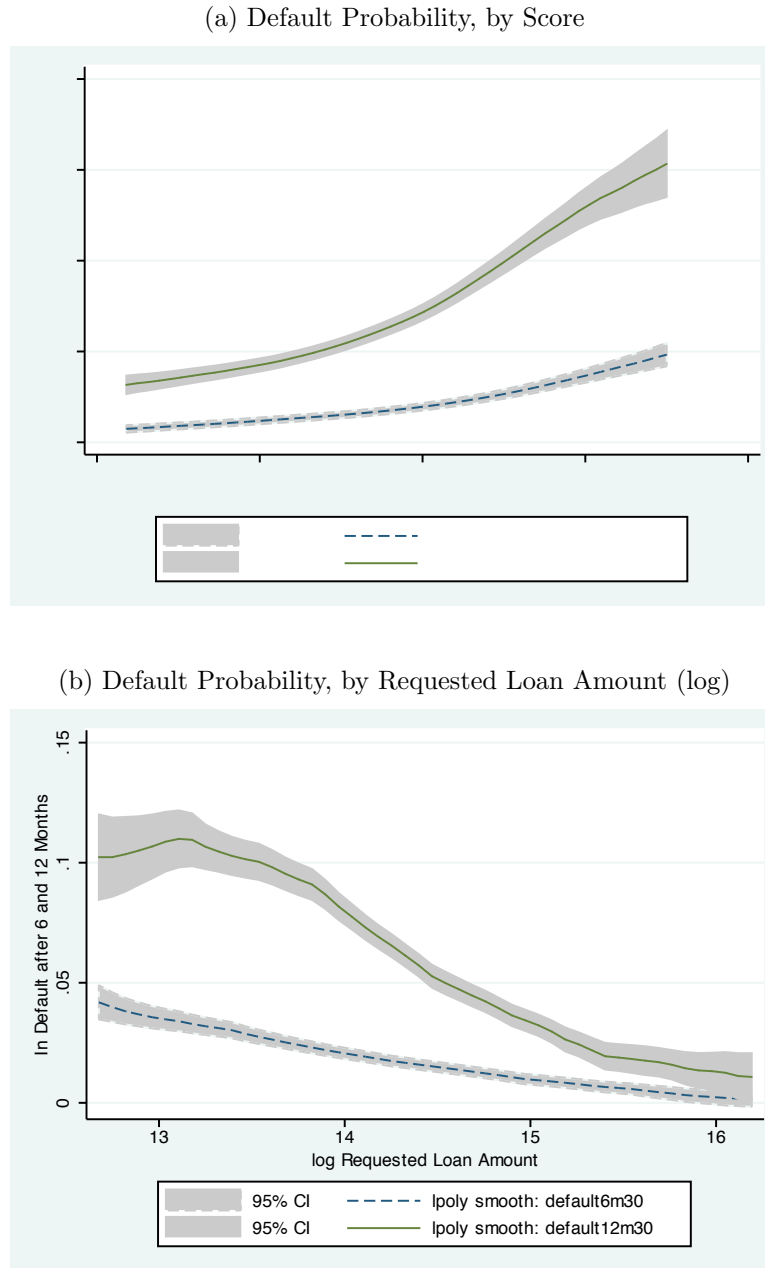 (a) Default Probability, by Score
(b) Default Probability, by Requested Loan Amount (log)
In Default after 6 and 12 Months
.15
.1
.05
0
13 14 15 16
log Requested Loan Amount
95% CI lpoly smooth: default6m30
95% CI lpoly smooth: default12m30